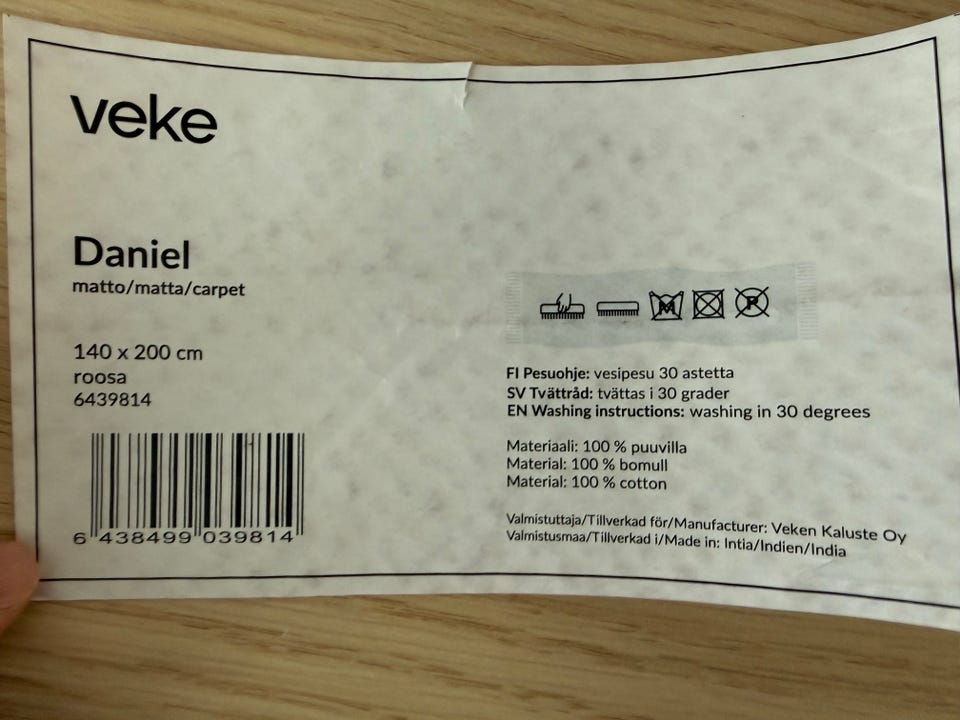 veke
Daniel
matto/matta/carpet
140 x 200 cm
roosa
6439814
6 438499 039814
M P
FI Pesuohje: vesipesu 30 astetta
SV Tvättråd: tvättas i 30 grader
EN Washing instructions: washing in 30 degrees
Materiaali: 100 % puuvilla
Material: 100 % bomull
Material: 100 % cotton
Valmistuttaja/Tillverkad för/Manufacturer: Veken Kaluste Oy
Valmistusmaa/Tillverkad i/Made in: Intia/Indien/India